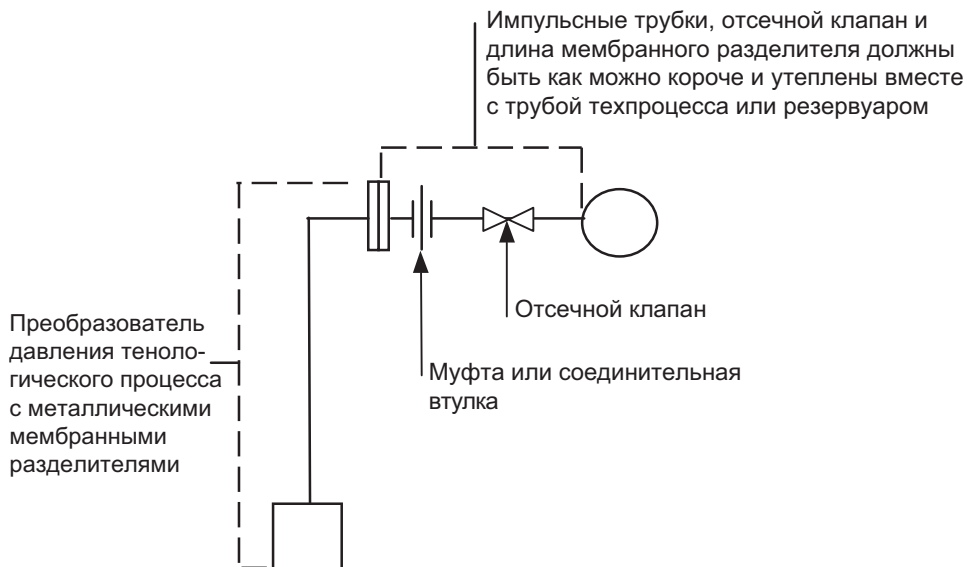 Импульсные трубки, отсечной клапан и
длина мембранного разделителя должны
быть как можно короче и утеплены вместе
с трубой техпроцесса или резервуаром
Отсечной клапан
Преобразователь
давления теноло-
гического процесса
с металлическими
мембранными
разделителями
Муфта или соединительная
втулка